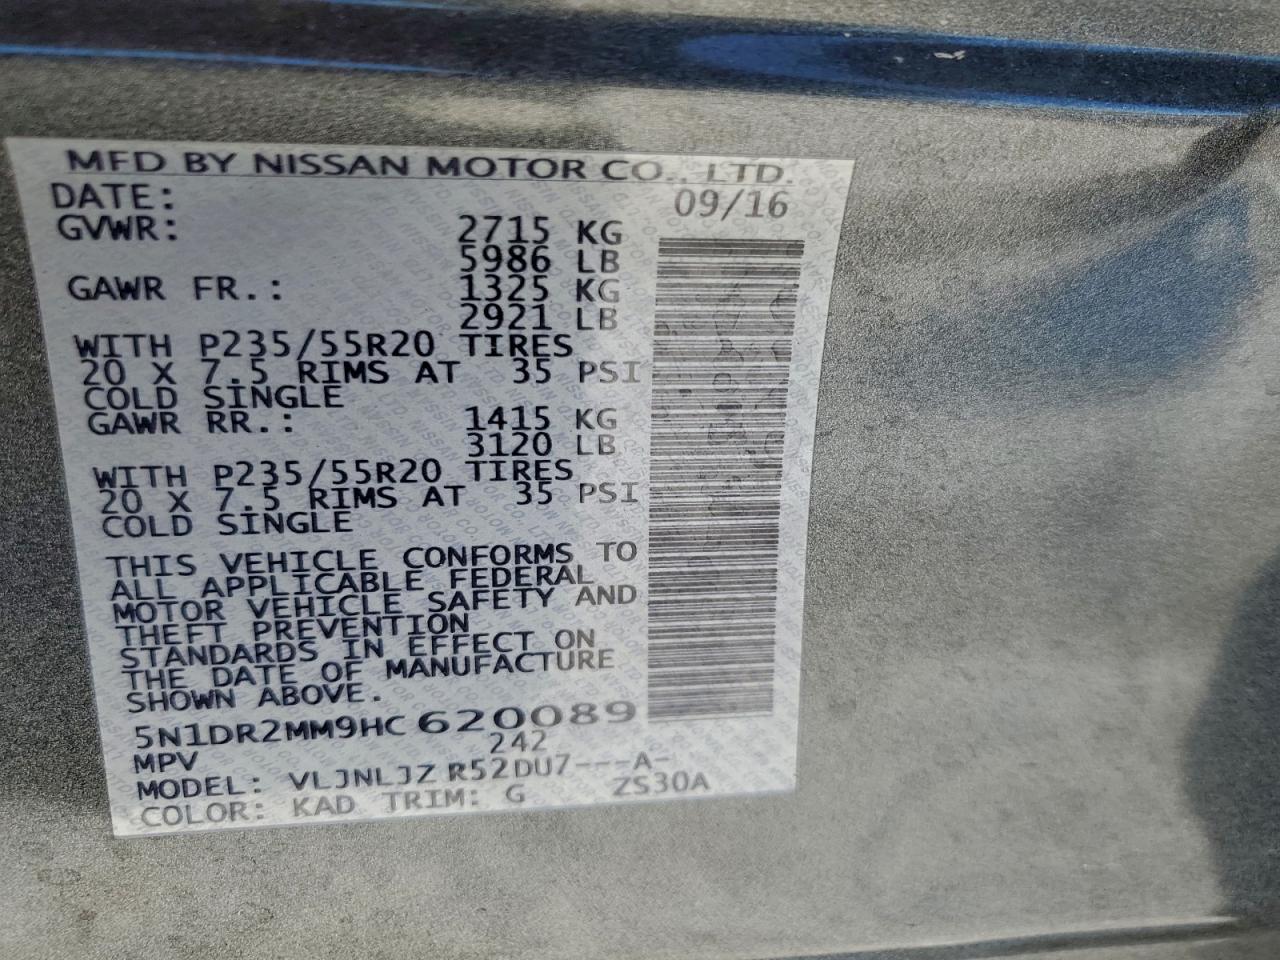 MFD BY NISSAN MOTOR CO., LTD.
DATE: 09/16
GVWR: 2715 KG
5986 LB
GAWR FR.: 1325 KG
2921 LB
WITH P235/55R20 TIRES
20 X 7.5 RIMS AT 35 PSI
COLD SINGLE
GAWR RR.: 1415 KG
3120 LB
WITH P235/55R20 TIRES
20 X 7.5 RIMS AT 35 PSI
COLD SINGLE
THIS VEHICLE CONFORMS TO
ALL APPLICABLE FEDERAL
MOTOR VEHICLE SAFETY AND
THEFT PREVENTION
STANDARDS IN EFFECT ON
THE DATE OF MANUFACTURE
SHOWN ABOVE.
5N1DR2MM9HC620089
MPV 242
MODEL: VLJNLJZ R52DU7---A-
COLOR: KAD TRIM: G ZS30A